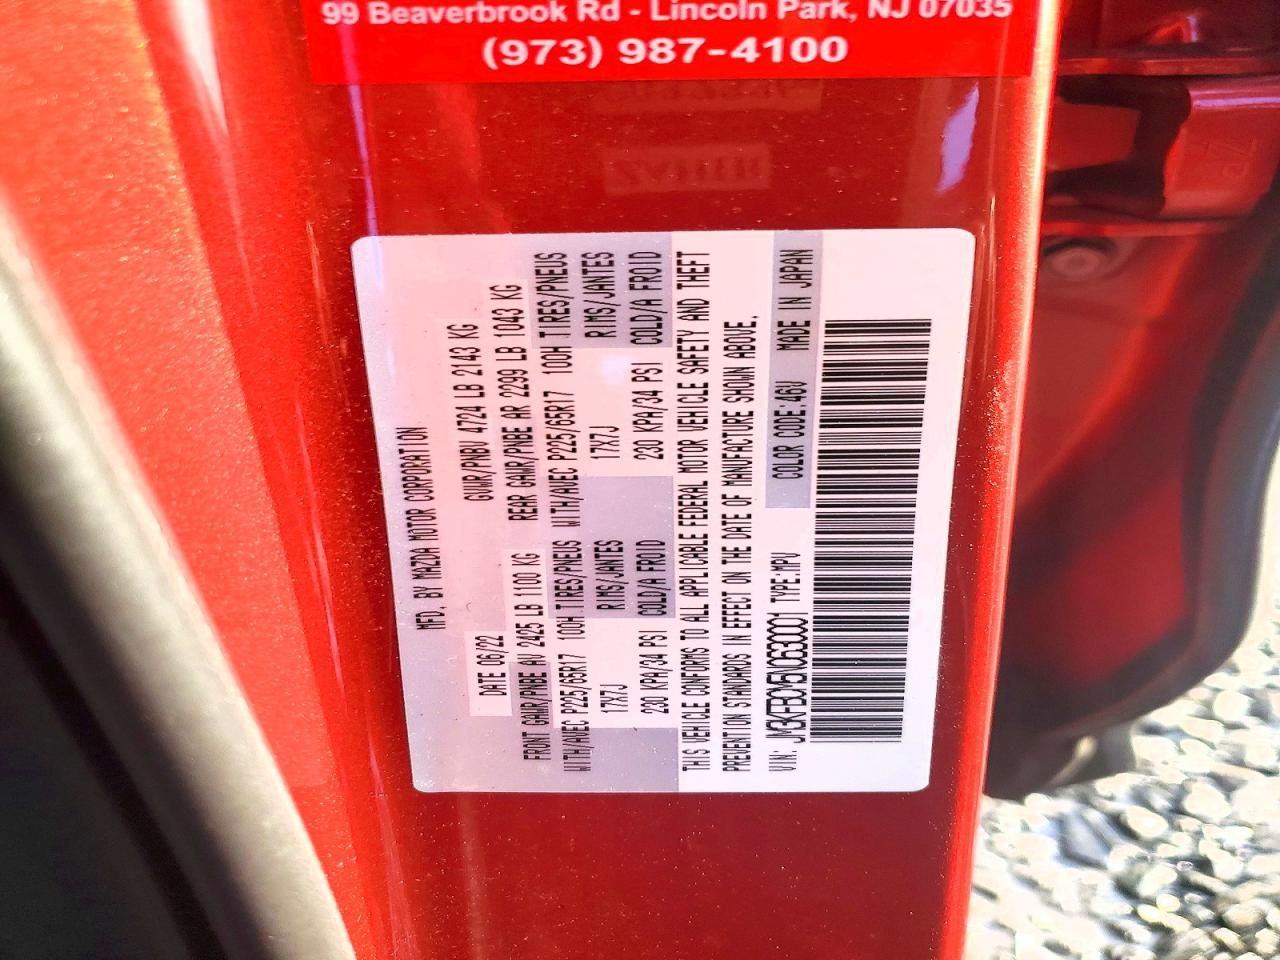 99 Beaverbrook Rd - Lincoln Park, NJ 07035
(973) 987-4100
MFD. BY MAZDA MOTOR CORPORATION
DATE 06/22 GVWR/PNBV 4724 LB 2143 KG
FRONT GAWR/PNBE AV 2425 LB 1100 KG REAR GAWR/PNBE AR 2299 LB 1043 KG
WITH/AVEC P225/65R17 100H TIRES/PNEUS WITH/AVEC P225/65R17 100H TIRES/PNEUS
17X7J RIMS/JANTES 17X7J RIMS/JANTES
230 KPA/34 PSI COLD/A FROID 230 KPA/34 PSI COLD/A FROID
THIS VEHICLE CONFORMS TO ALL APPLICABLE FEDERAL MOTOR VEHICLE SAFETY AND THEFT
PREVENTION STANDARDS IN EFFECT ON THE DATE OF MANUFACTURE SHOWN ABOVE.
VIN: TYPE:MPV COLOR CODE:46V MADE IN JAPAN